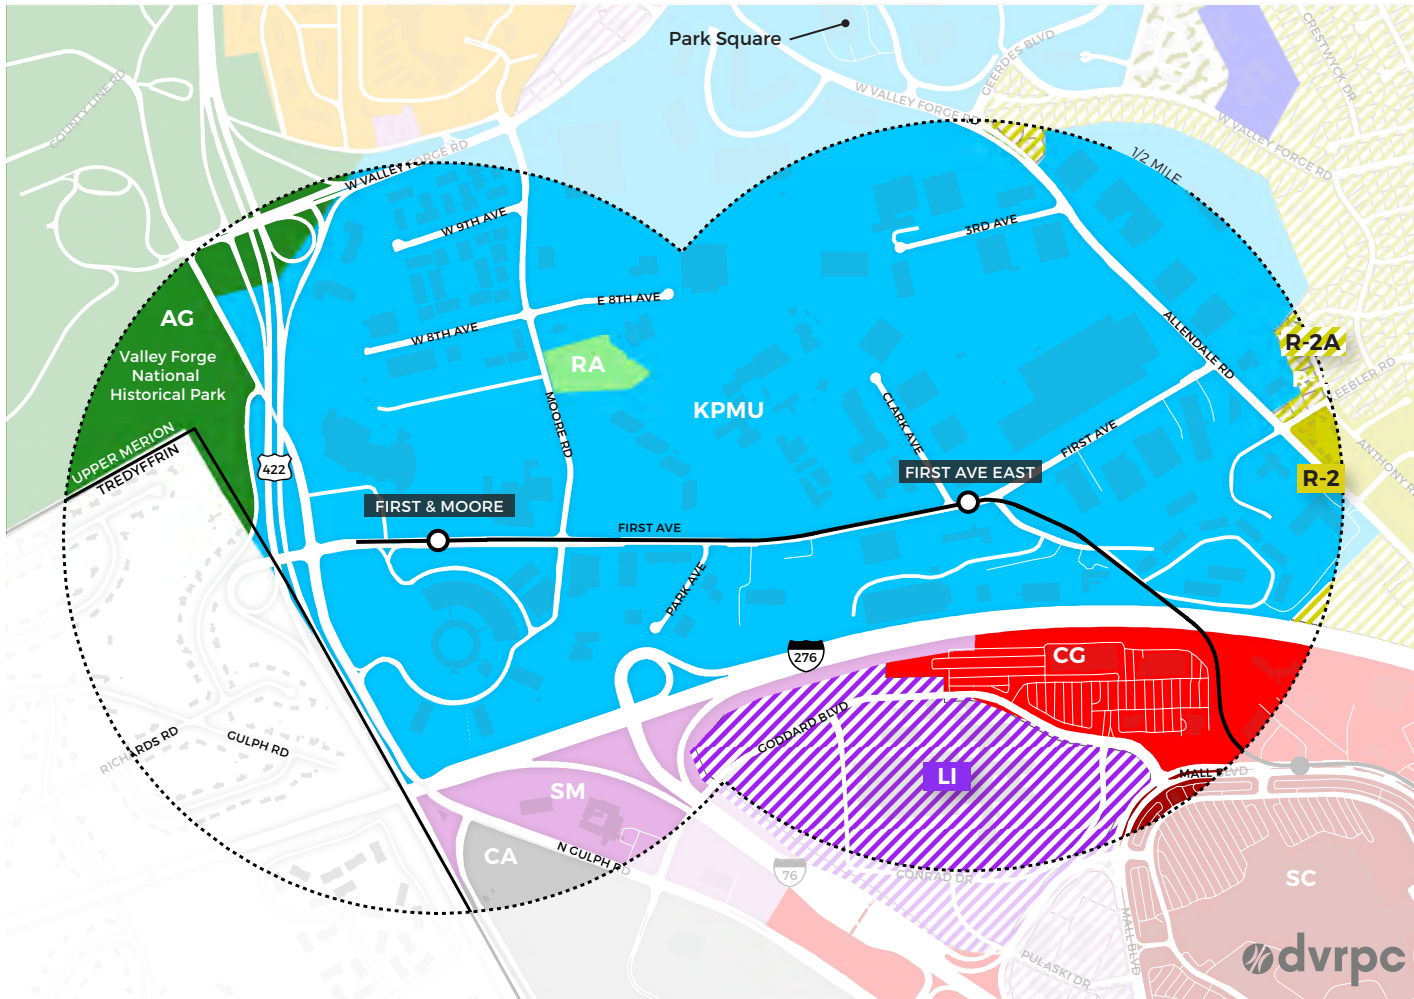 Park Square
GEERDES BLVD
CRESTWYCK DR
COUNTY LINE RD
W VALLEY FORGE RD
W VALLEY FORGE RD
W VALLEY FORGE RD
1/2 MILE
W 9TH AVE
3RD AVE
E 8TH AVE
W 8TH AVE
AG
Valley Forge
National
Historical Park
RA
ALLENDALE RD
R-2A
KPMU
MOORE RD
CLARK AVE
FIRST AVE
UPPER MERION
TREDYFFRIN
422
FIRST AVE EAST
R-2
FIRST & MOORE
FIRST AVE
PARK AVE
276
CG
RICHARDS RD
GULPH RD
GODDARD BLVD
LI
MALL BLVD
SM
CA
N GULPH RD
76
CONRAD DR
SC
MALL BLVD
PULASKI DR
dvrpc